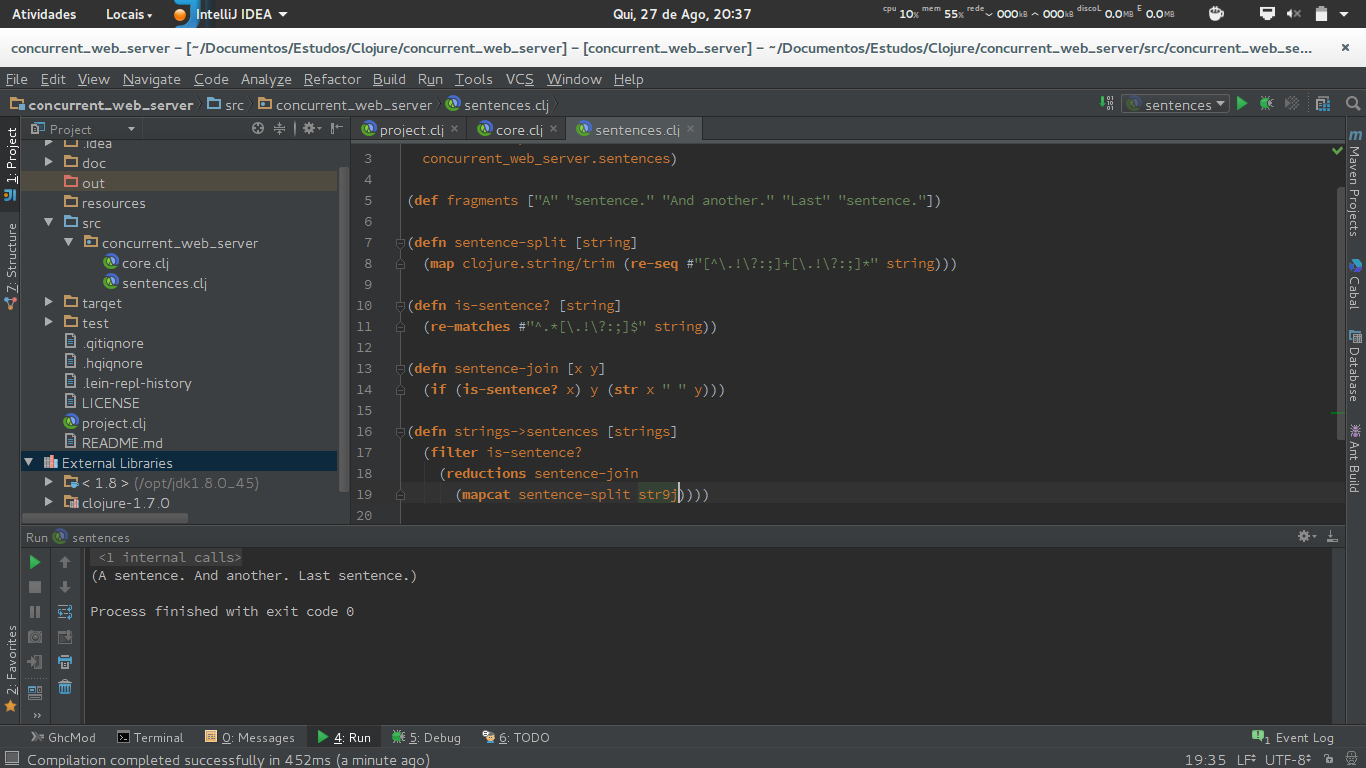 Atividades Locais IntelliJ IDEA Qui, 27 de Ago, 20:37 cpu 10% mem 55% rede 000kB 000kB discoL 0.0MB E 0.0MB
concurrent_web_server – [~/Documentos/Estudos/Clojure/concurrent_web_server] – [concurrent_web_server] – ~/Documentos/Estudos/Clojure/concurrent_web_server/src/concurrent_web_se... ×
File Edit View Navigate Code Analyze Refactor Build Run Tools VCS Window Help
concurrent_web_server src concurrent_web_server sentences.clj sentences
1: Project
7: Structure
2: Favorites
Project
.idea
doc
out
resources
src
concurrent_web_server
core.clj
sentences.clj
target
test
.gitignore
.hgignore
.lein-repl-history
LICENSE
project.clj
README.md
External Libraries
< 1.8 > (/opt/jdk1.8.0_45)
clojure-1.7.0
project.clj × core.clj × sentences.clj ×
3 concurrent_web_server.sentences)
4
5 (def fragments ["A" "sentence." "And another." "Last" "sentence."])
6
7 (defn sentence-split [string]
8 (map clojure.string/trim (re-seq #"[^\.!\?:;]+[\.!\?:;]*" string)))
9
10 (defn is-sentence? [string]
11 (re-matches #"^.*[\.!\?:;]$" string))
12
13 (defn sentence-join [x y]
14 (if (is-sentence? x) y (str x " " y)))
15
16 (defn strings->sentences [strings]
17 (filter is-sentence?
18 (reductions sentence-join
19 (mapcat sentence-split str9j))))
20
Maven Projects
Cabal
Database
Ant Build
Run sentences
<1 internal calls>
(A sentence. And another. Last sentence.)
Process finished with exit code 0
GhcMod Terminal 0: Messages 4: Run 5: Debug 6: TODO 1 Event Log
Compilation completed successfully in 452ms (a minute ago) 19:35 LF UTF-8